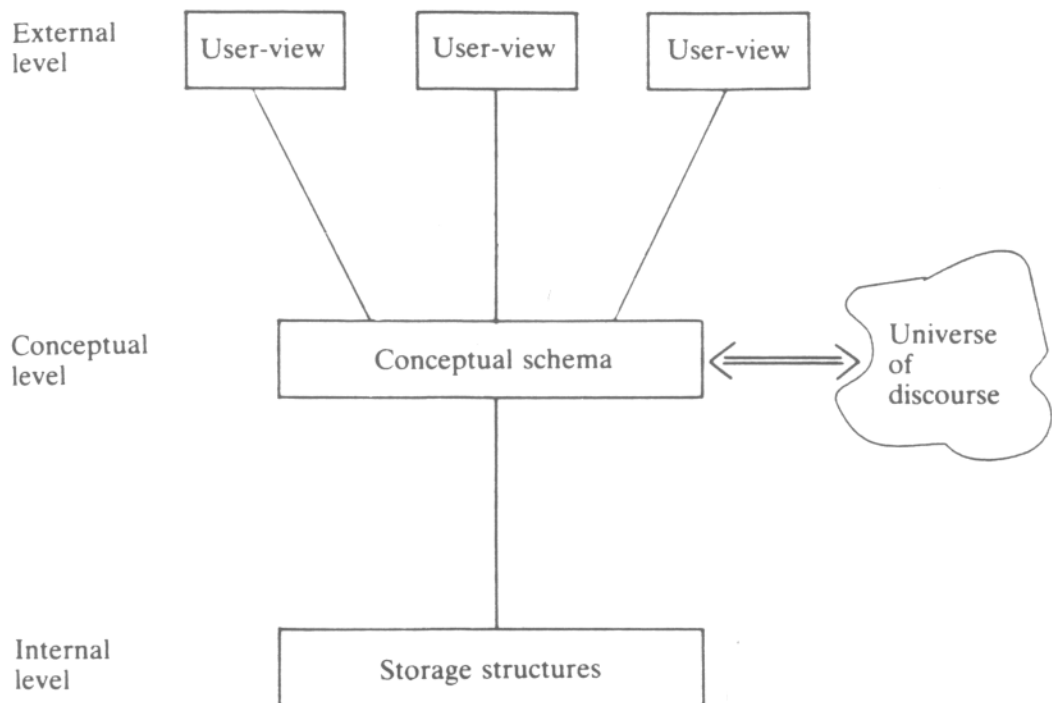 External
level
User-view
User-view
User-view
Conceptual
level
Conceptual schema
Universe
of
discourse
Internal
level
Storage structures